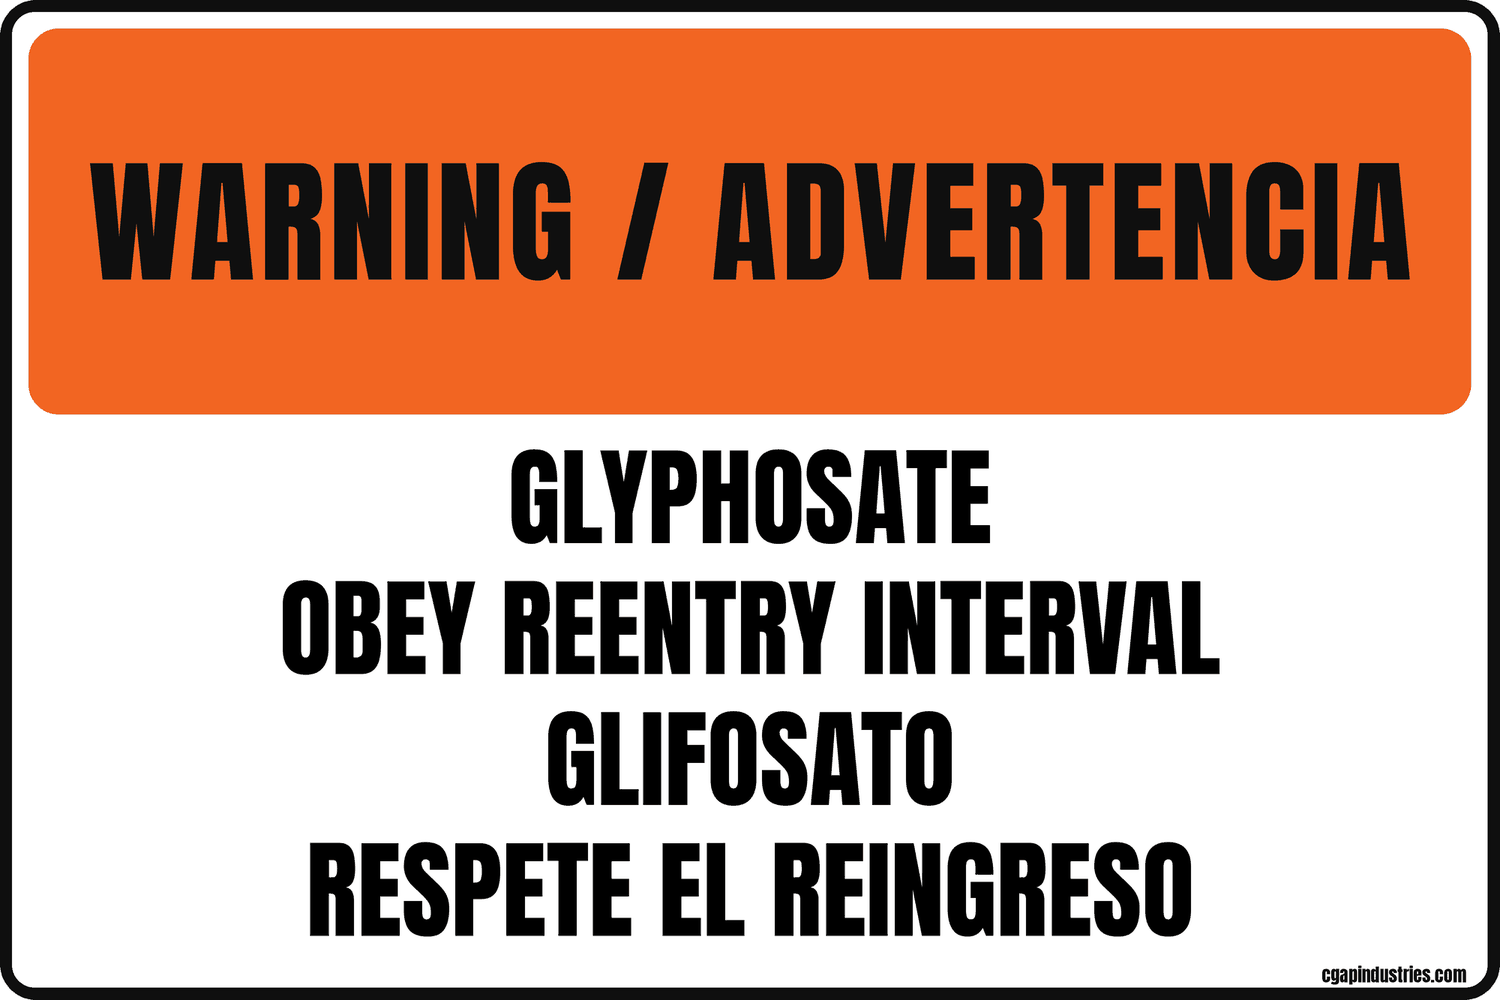 WARNING / ADVERTENCIA
GLYPHOSATE
OBEY REENTRY INTERVAL
GLIFOSATO
RESPETE EL REINGRESO
cgapindustries.com